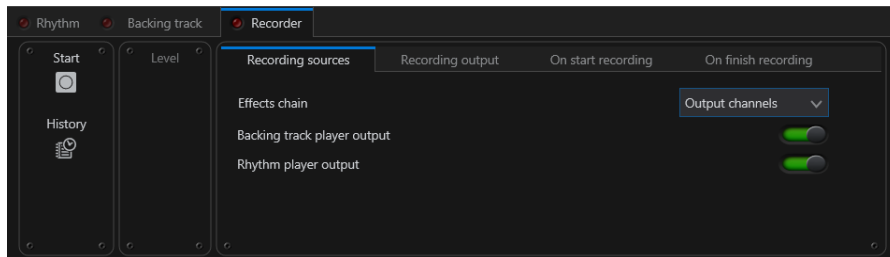 Rhythm Backing track Recorder
Start Level Recording sources Recording output On start recording On finish recording
Effects chain Output channels
History
Backing track player output
Rhythm player output